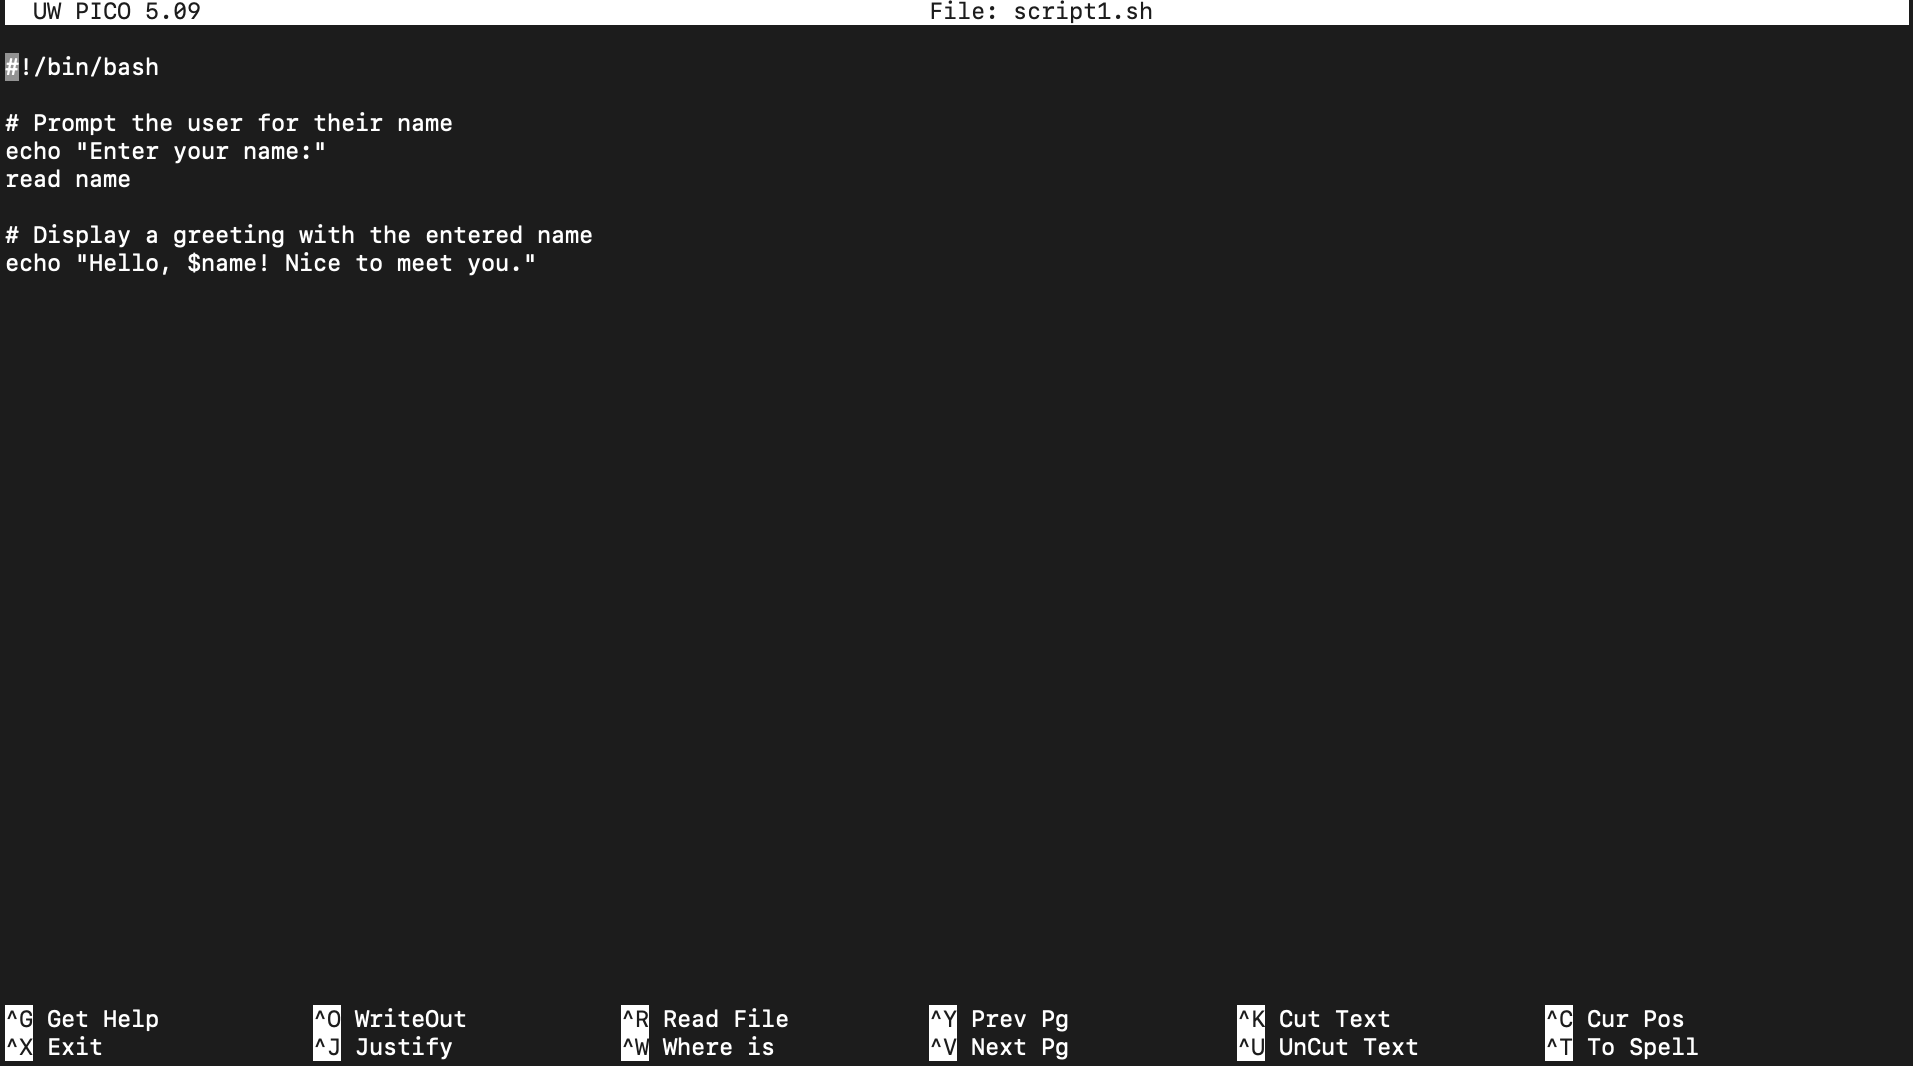 UW PICO 5.09 File: script1.sh
#!/bin/bash
# Prompt the user for their name
echo "Enter your name:"
read name
# Display a greeting with the entered name
echo "Hello, $name! Nice to meet you."
^G Get Help ^O WriteOut ^R Read File ^Y Prev Pg ^K Cut Text ^C Cur Pos
^X Exit ^J Justify ^W Where is ^V Next Pg ^U UnCut Text ^T To Spell